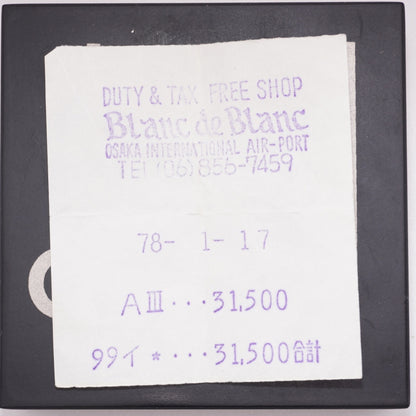 DUTY & TAX FREE SHOP
Blanc de Blanc
OSAKA INTERNATIONAL AIR-PORT
TEL (06) 856-7459
78- 1- 17
A III ･･･31,500
99イ *･･･31,500合計